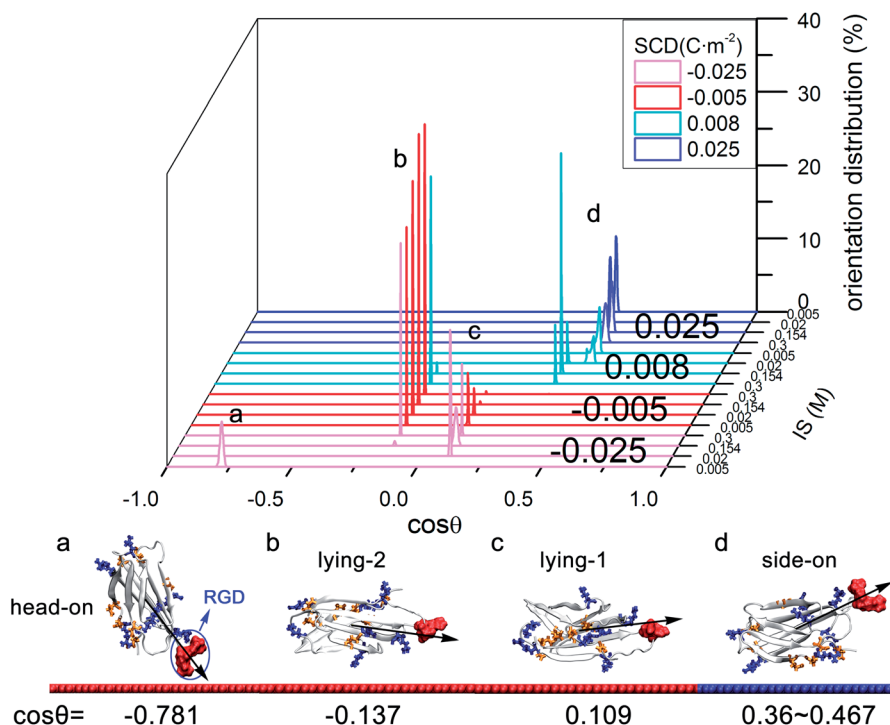 40
30
20
10
0
orientation distribution (%)
SCD(C·m⁻²)
-0.025
-0.005
0.008
0.025
b
d
c
a
0.025
0.008
-0.005
-0.025
0.005
0.02
0.154
0.3
0.005
0.02
0.154
0.3
0.3
0.154
0.02
0.005
0.3
0.154
0.02
0.005
IS (M)
-1.0
-0.5
0.0
0.5
1.0
cosθ
a
b
c
d
head-on
lying-2
lying-1
side-on
RGD
cosθ=
-0.781
-0.137
0.109
0.36~0.467